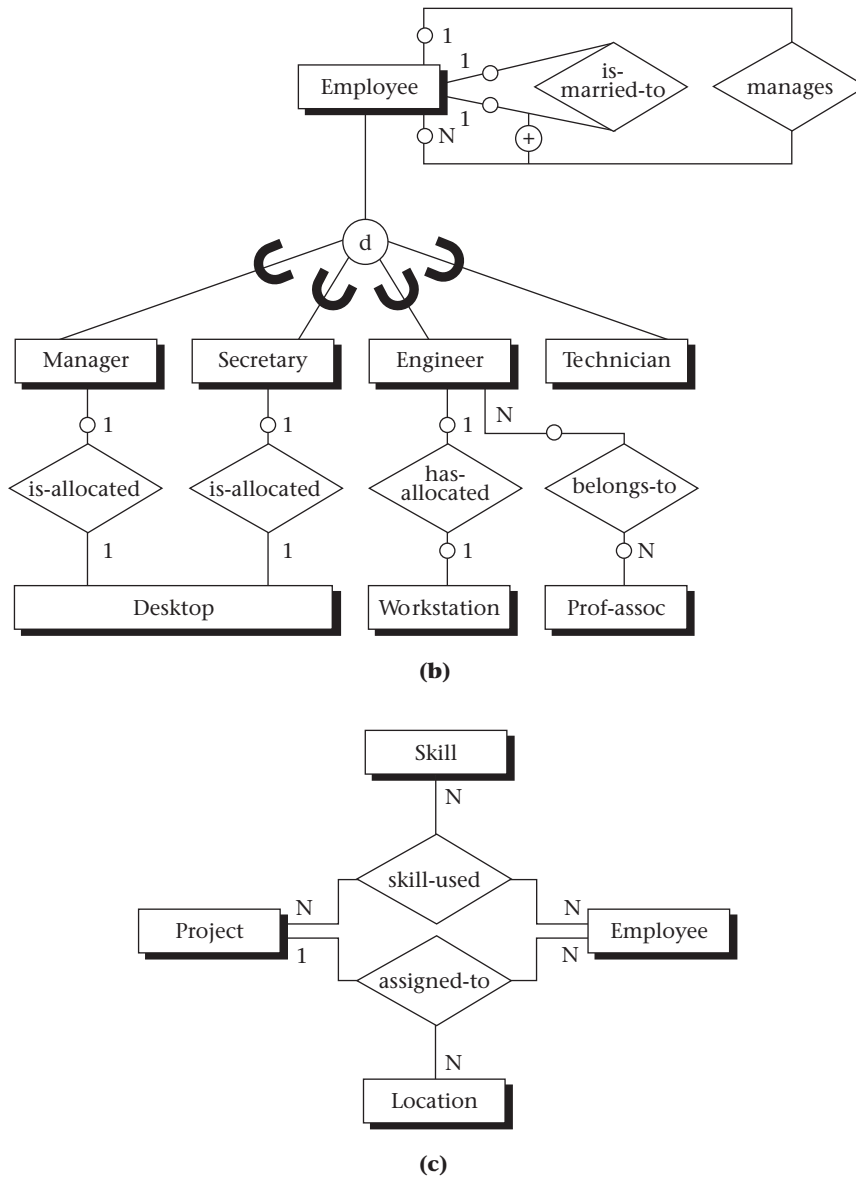 1
1
is-
married-to
manages
Employee
1
N
+
d
Manager
Secretary
Engineer
Technician
1
1
1
N
is-allocated
is-allocated
has-
allocated
belongs-to
1
1
1
N
Desktop
Workstation
Prof-assoc
(b)
Skill
N
skill-used
N
N
Project
Employee
1
N
assigned-to
N
Location
(c)